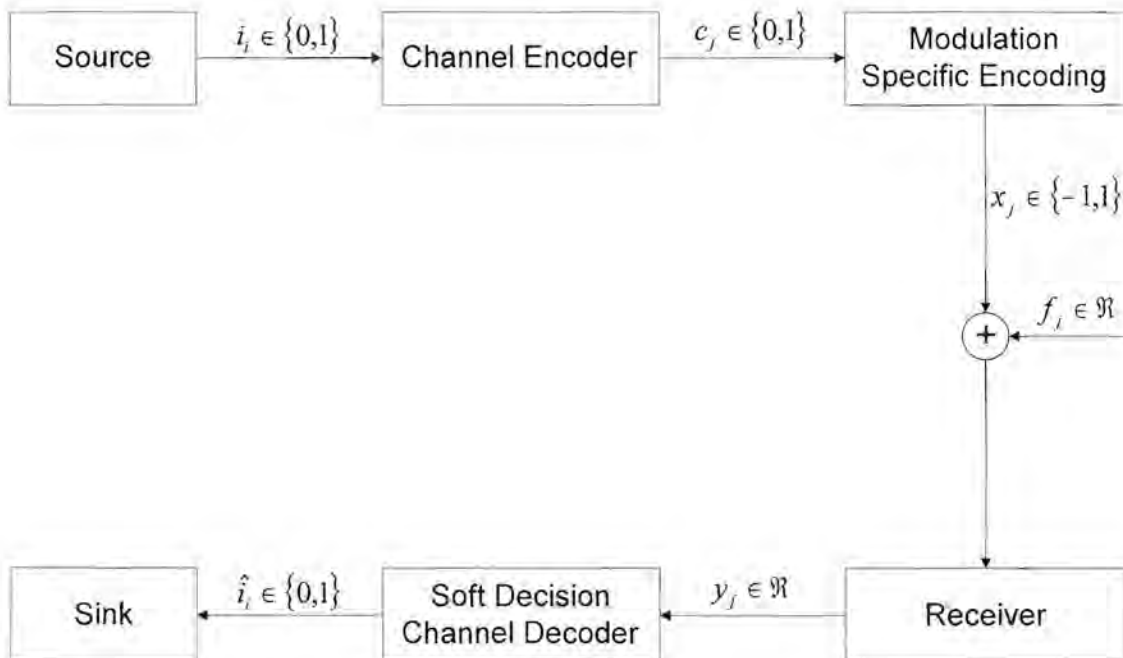 Source
i_i ∈ {0,1}
Channel Encoder
c_j ∈ {0,1}
Modulation
Specific Encoding
x_j ∈ {-1,1}
f_i ∈ ℜ
+
Sink
î_i ∈ {0,1}
Soft Decision
Channel Decoder
y_j ∈ ℜ
Receiver